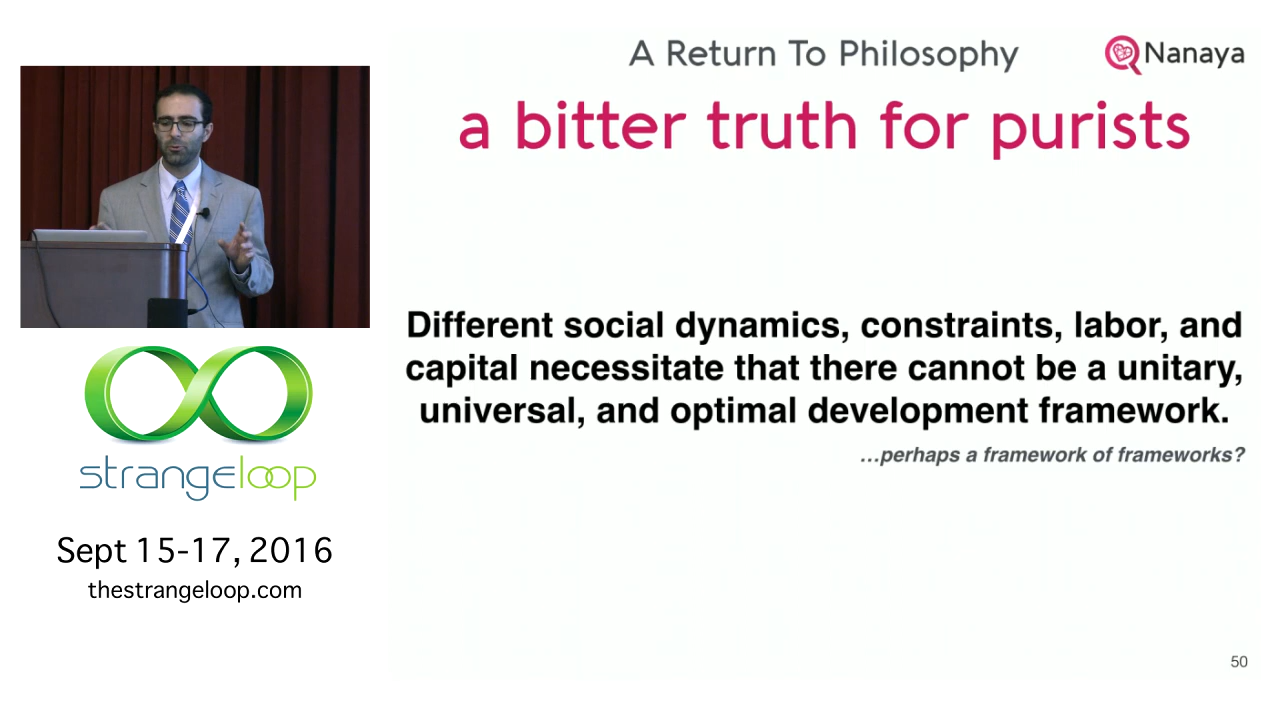 A Return To Philosophy
Nanaya
a bitter truth for purists
Different social dynamics, constraints, labor, and
capital necessitate that there cannot be a unitary,
universal, and optimal development framework.
...perhaps a framework of frameworks?
strangeloop
Sept 15-17, 2016
thestrangeloop.com
50